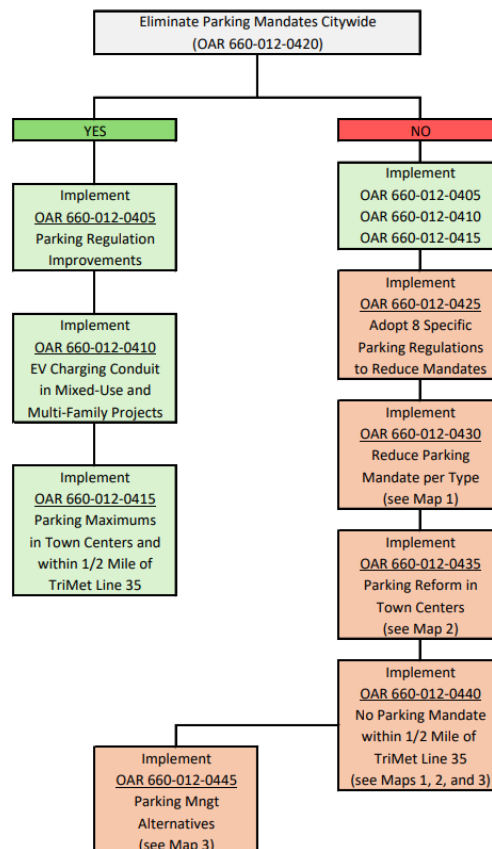 Eliminate Parking Mandates Citywide
(OAR 660-012-0420)
YES
Implement
OAR 660-012-0405
Parking Regulation
Improvements
Implement
OAR 660-012-0410
EV Charging Conduit
in Mixed-Use and
Multi-Family Projects
Implement
OAR 660-012-0415
Parking Maximums
in Town Centers and
within 1/2 Mile of
TriMet Line 35
NO
Implement
OAR 660-012-0405
OAR 660-012-0410
OAR 660-012-0415
Implement
OAR 660-012-0425
Adopt 8 Specific
Parking Regulations
to Reduce Mandates
Implement
OAR 660-012-0430
Reduce Parking
Mandate per Type
(see Map 1)
Implement
OAR 660-012-0435
Parking Reform in
Town Centers
(see Map 2)
Implement
OAR 660-012-0440
No Parking Mandate
within 1/2 Mile of
TriMet Line 35
(see Maps 1, 2, and 3)
Implement
OAR 660-012-0445
Parking Mngt
Alternatives
(see Map 3)